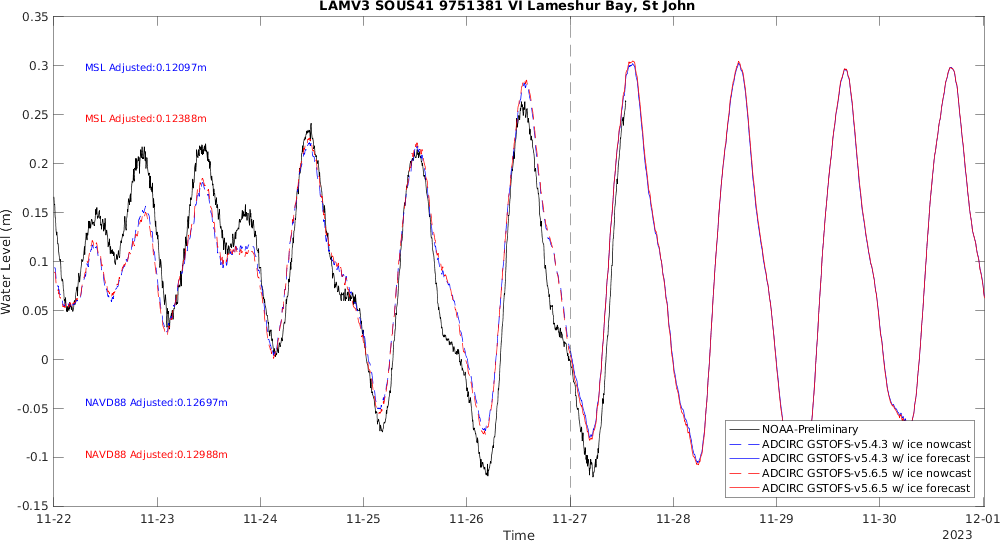 LAMV3 SOUS41 9751381 VI Lameshur Bay, St John
0.35
0.3
0.25
0.2
0.15
0.1
0.05
0
-0.05
-0.1
-0.15
Water Level (m)
MSL Adjusted:0.12097m
MSL Adjusted:0.12388m
NAVD88 Adjusted:0.12697m
NAVD88 Adjusted:0.12988m
NOAA-Preliminary
ADCIRC GSTOFS-v5.4.3 w/ ice nowcast
ADCIRC GSTOFS-v5.4.3 w/ ice forecast
ADCIRC GSTOFS-v5.6.5 w/ ice nowcast
ADCIRC GSTOFS-v5.6.5 w/ ice forecast
11-22 11-23 11-24 11-25 11-26 11-27 11-28 11-29 11-30 12-01
Time
2023